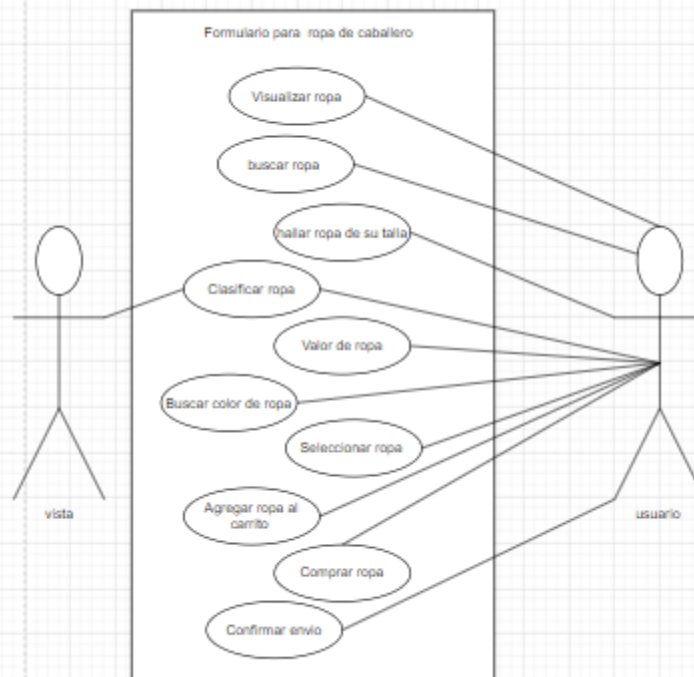 Formulario para ropa de caballero
Visualizar ropa
buscar ropa
hallar ropa de su talla
Clasificar ropa
Valor de ropa
Buscar color de ropa
Seleccionar ropa
Agregar ropa al
carrito
vista
usuario
Comprar ropa
Confirmar envio